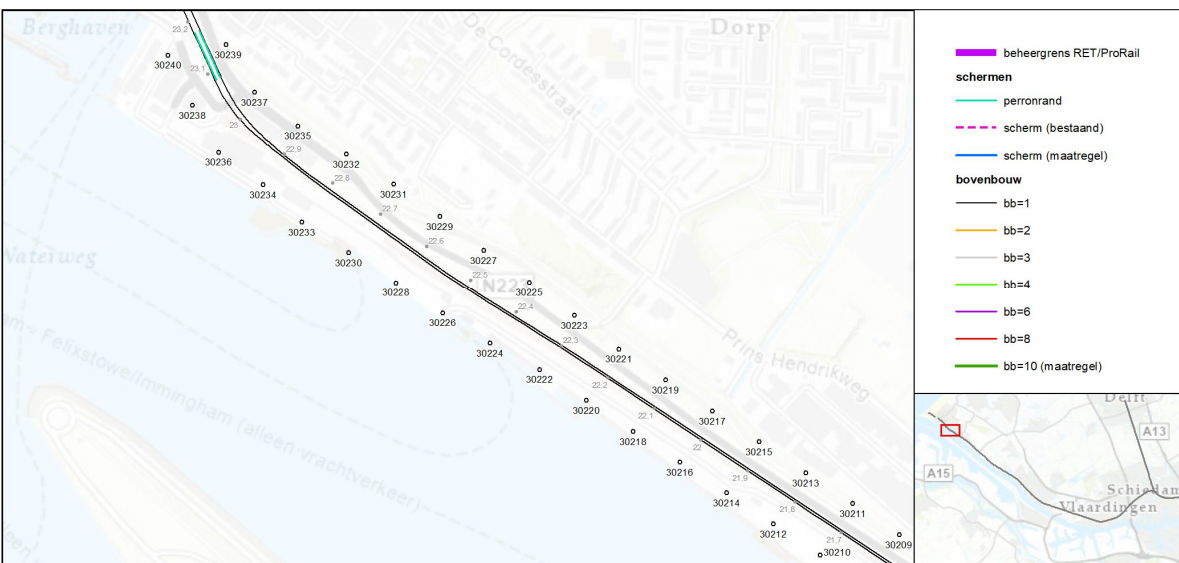 Berghaven
Dorp
De Cordesstraat
23,2
30239
30240
23,1
30237
30238
23
30235
30236
22,9
30232
30234
22,8
30231
30233
22,7
30229
22,6
30230
30227
Waterweg
22,5
N223
30225
30228
22,4
30226
30223
22,3
30224
30221
Prins Hendrikweg
22,2
30222
30219
22,1
30220
30217
22
30218
30215
21,9
30216
30213
21,8
30214
30211
21,7
30212
30209
30210
Felixstowe/Immingham (alleen vrachtverkeer)
beheergrens RET/ProRail
schermen
perronrand
scherm (bestaand)
scherm (maatregel)
bovenbouw
bb=1
bb=2
bb=3
bb=4
bb=6
bb=8
bb=10 (maatregel)
Delft
A13
A15
Schiedam
Vlaardingen